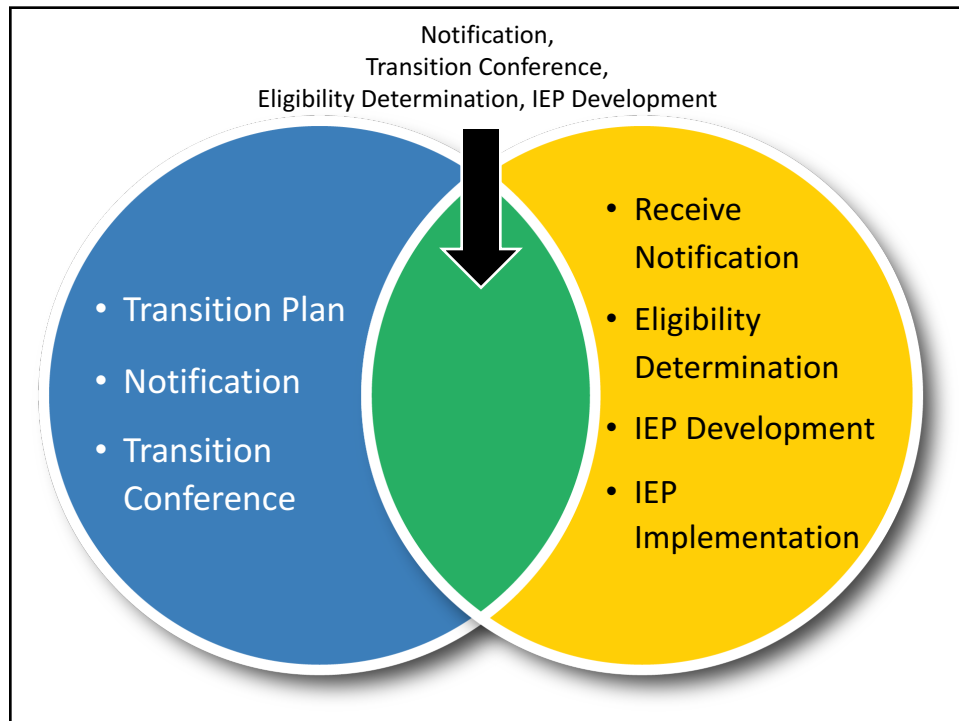 Notification,
Transition Conference,
Eligibility Determination, IEP Development
• Transition Plan
• Notification
• Transition
Conference
• Receive
Notification
• Eligibility
Determination
• IEP Development
• IEP
Implementation